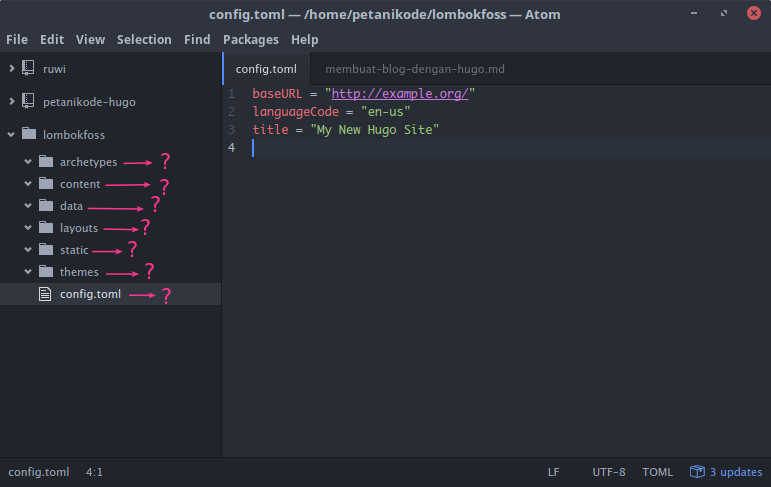 config.toml — /home/petanikode/lombokfoss — Atom
File Edit View Selection Find Packages Help
ruwi
petanikode-hugo
lombokfoss
archetypes ?
content ?
data ?
layouts ?
static ?
themes ?
config.toml ?
config.toml membuat-blog-dengan-hugo.md
1 baseURL = "http://example.org/"
2 languageCode = "en-us"
3 title = "My New Hugo Site"
4
config.toml 4:1 LF UTF-8 TOML 3 updates